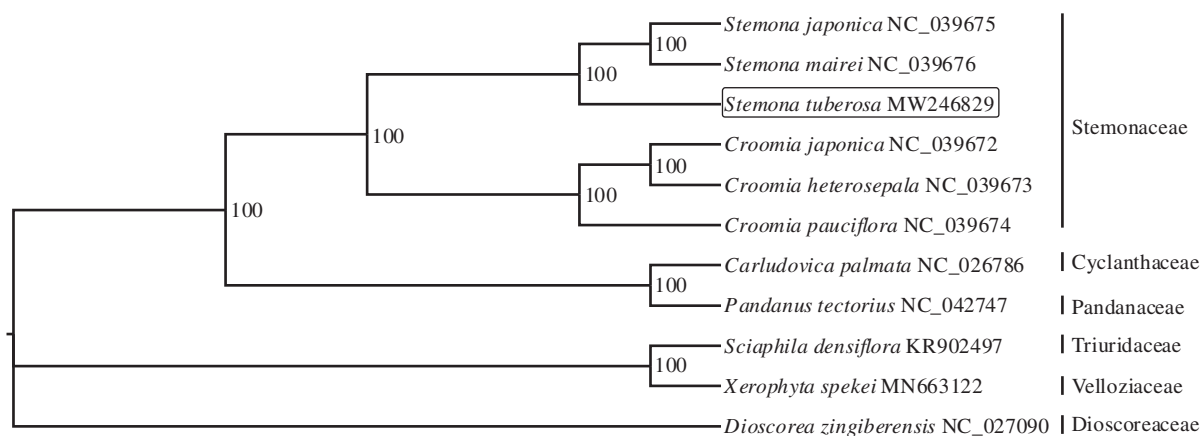 Stemona japonica NC_039675
100
Stemona mairei NC_039676
100
Stemona tuberosa MW246829
Stemonaceae
100
Croomia japonica NC_039672
100
Croomia heterosepala NC_039673
100
100
Croomia pauciflora NC_039674
Carludovica palmata NC_026786
Cyclanthaceae
100
Pandanus tectorius NC_042747
Pandanaceae
Sciaphila densiflora KR902497
Triuridaceae
100
Xerophyta spekei MN663122
Velloziaceae
Dioscorea zingiberensis NC_027090
Dioscoreaceae